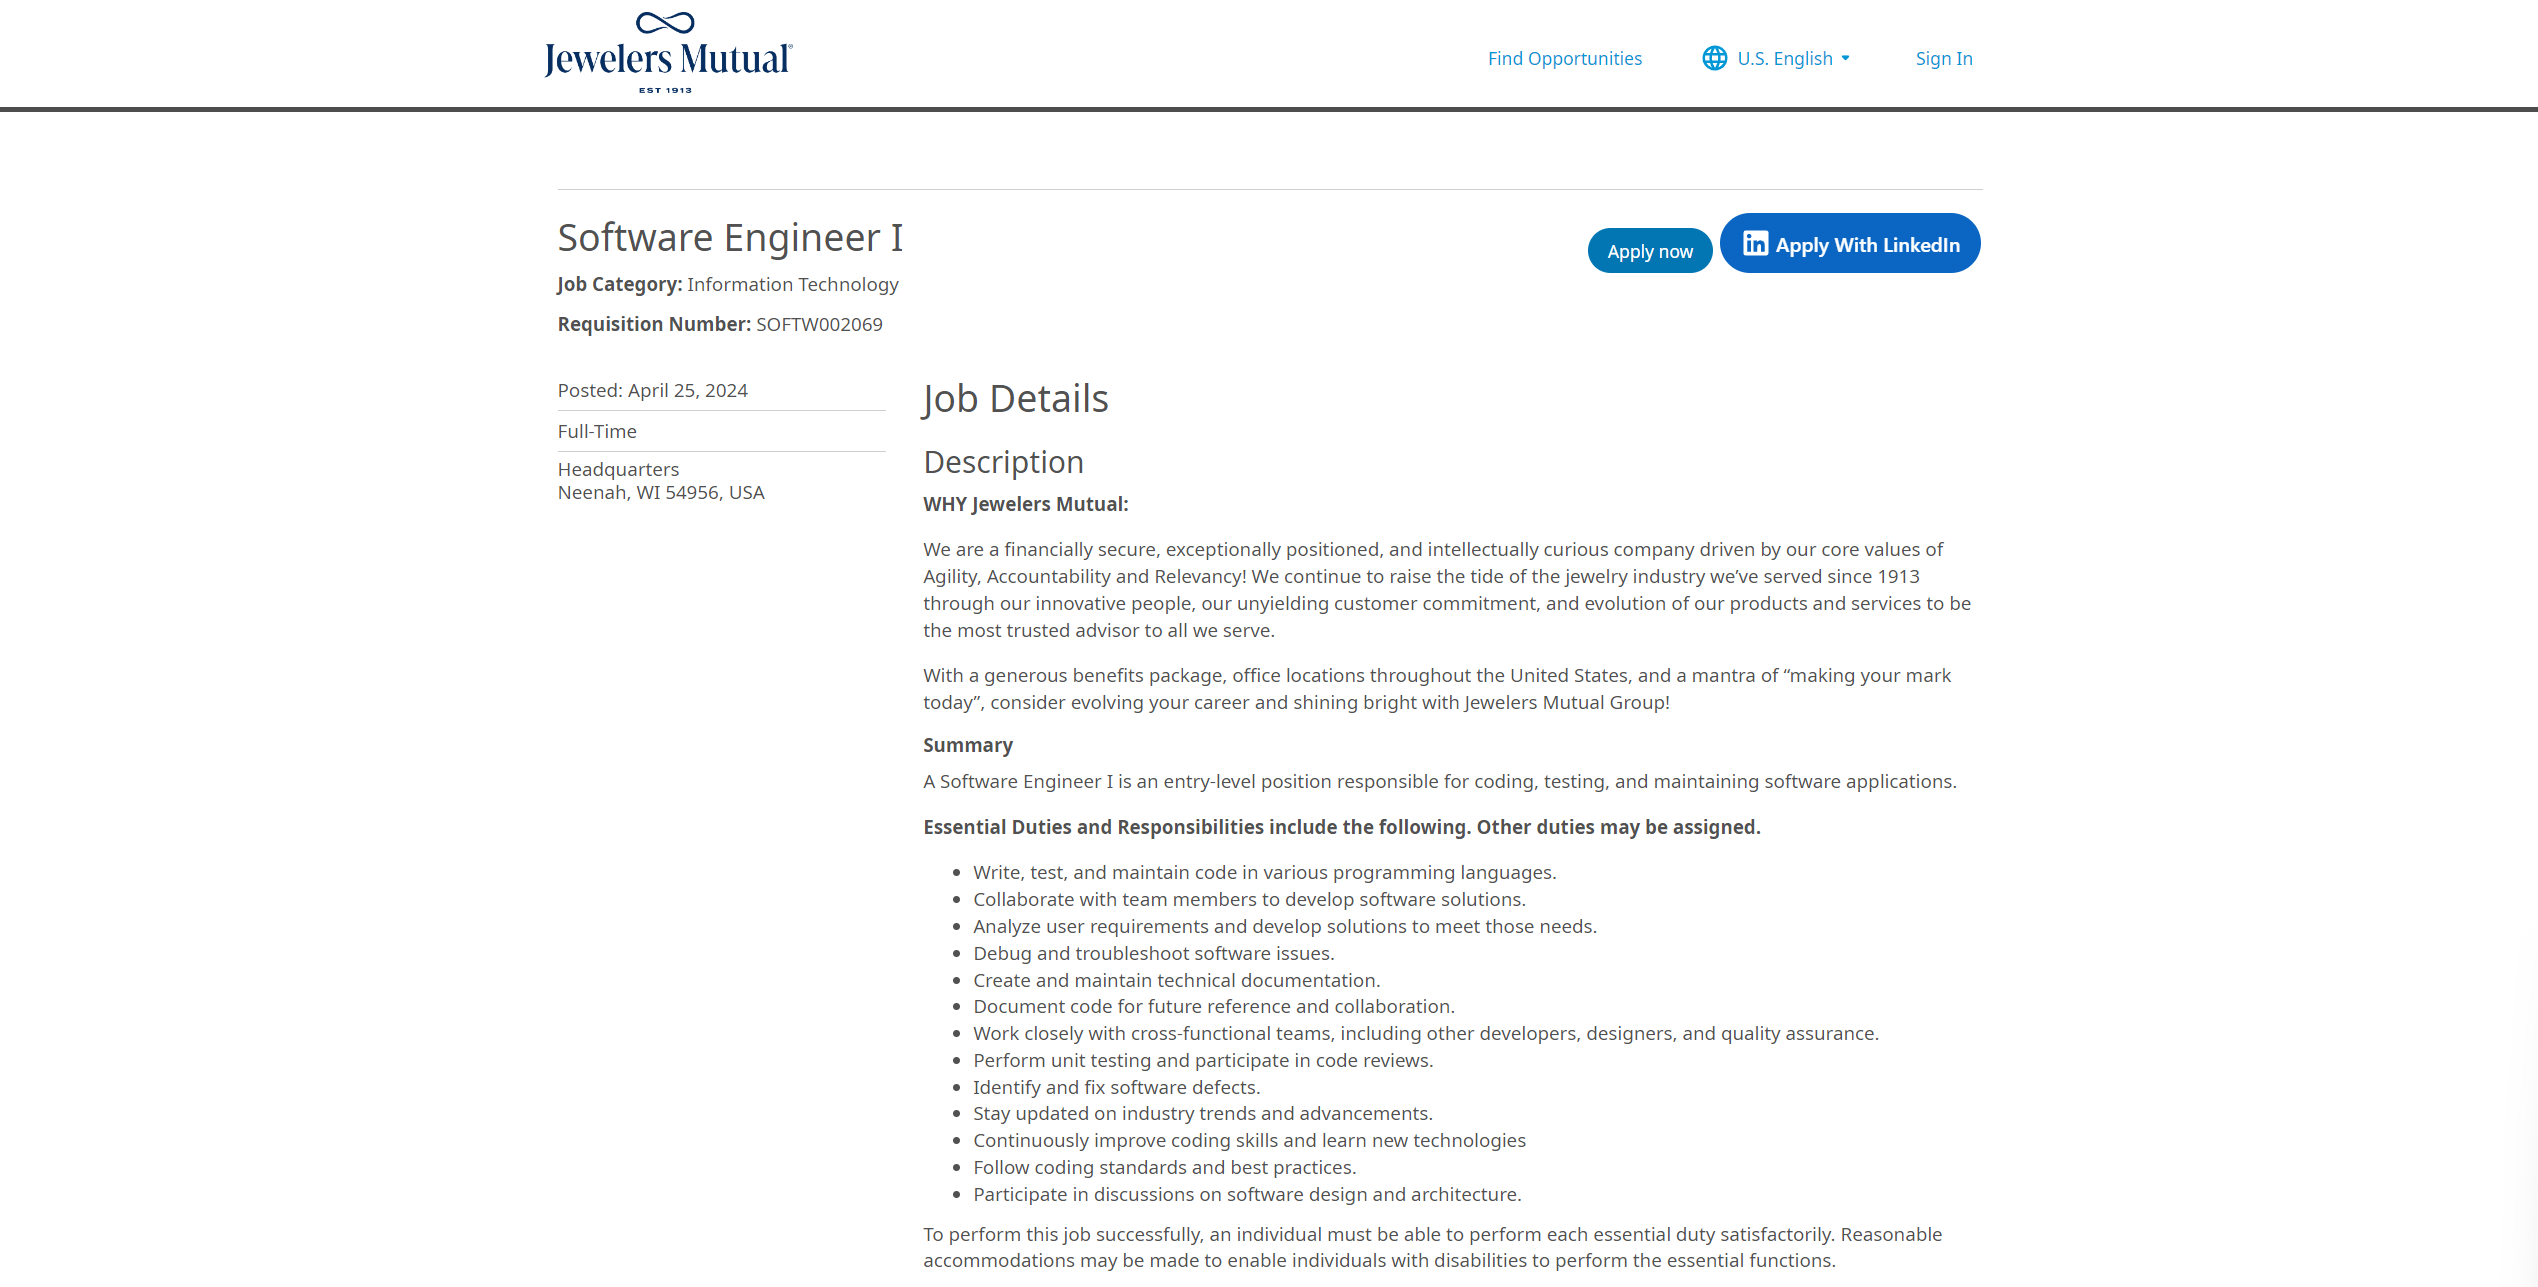 Jewelers Mutual®
EST 1913
Find Opportunities
U.S. English
Sign In
Software Engineer I
Apply now
Apply With LinkedIn
Job Category: Information Technology
Requisition Number: SOFTW002069
Posted: April 25, 2024
Full-Time
Headquarters
Neenah, WI 54956, USA
Job Details
Description
WHY Jewelers Mutual:
We are a financially secure, exceptionally positioned, and intellectually curious company driven by our core values of
Agility, Accountability and Relevancy! We continue to raise the tide of the jewelry industry we’ve served since 1913
through our innovative people, our unyielding customer commitment, and evolution of our products and services to be
the most trusted advisor to all we serve.
With a generous benefits package, office locations throughout the United States, and a mantra of “making your mark
today”, consider evolving your career and shining bright with Jewelers Mutual Group!
Summary
A Software Engineer I is an entry-level position responsible for coding, testing, and maintaining software applications.
Essential Duties and Responsibilities include the following. Other duties may be assigned.
• Write, test, and maintain code in various programming languages.
• Collaborate with team members to develop software solutions.
• Analyze user requirements and develop solutions to meet those needs.
• Debug and troubleshoot software issues.
• Create and maintain technical documentation.
• Document code for future reference and collaboration.
• Work closely with cross-functional teams, including other developers, designers, and quality assurance.
• Perform unit testing and participate in code reviews.
• Identify and fix software defects.
• Stay updated on industry trends and advancements.
• Continuously improve coding skills and learn new technologies
• Follow coding standards and best practices.
• Participate in discussions on software design and architecture.
To perform this job successfully, an individual must be able to perform each essential duty satisfactorily. Reasonable
accommodations may be made to enable individuals with disabilities to perform the essential functions.